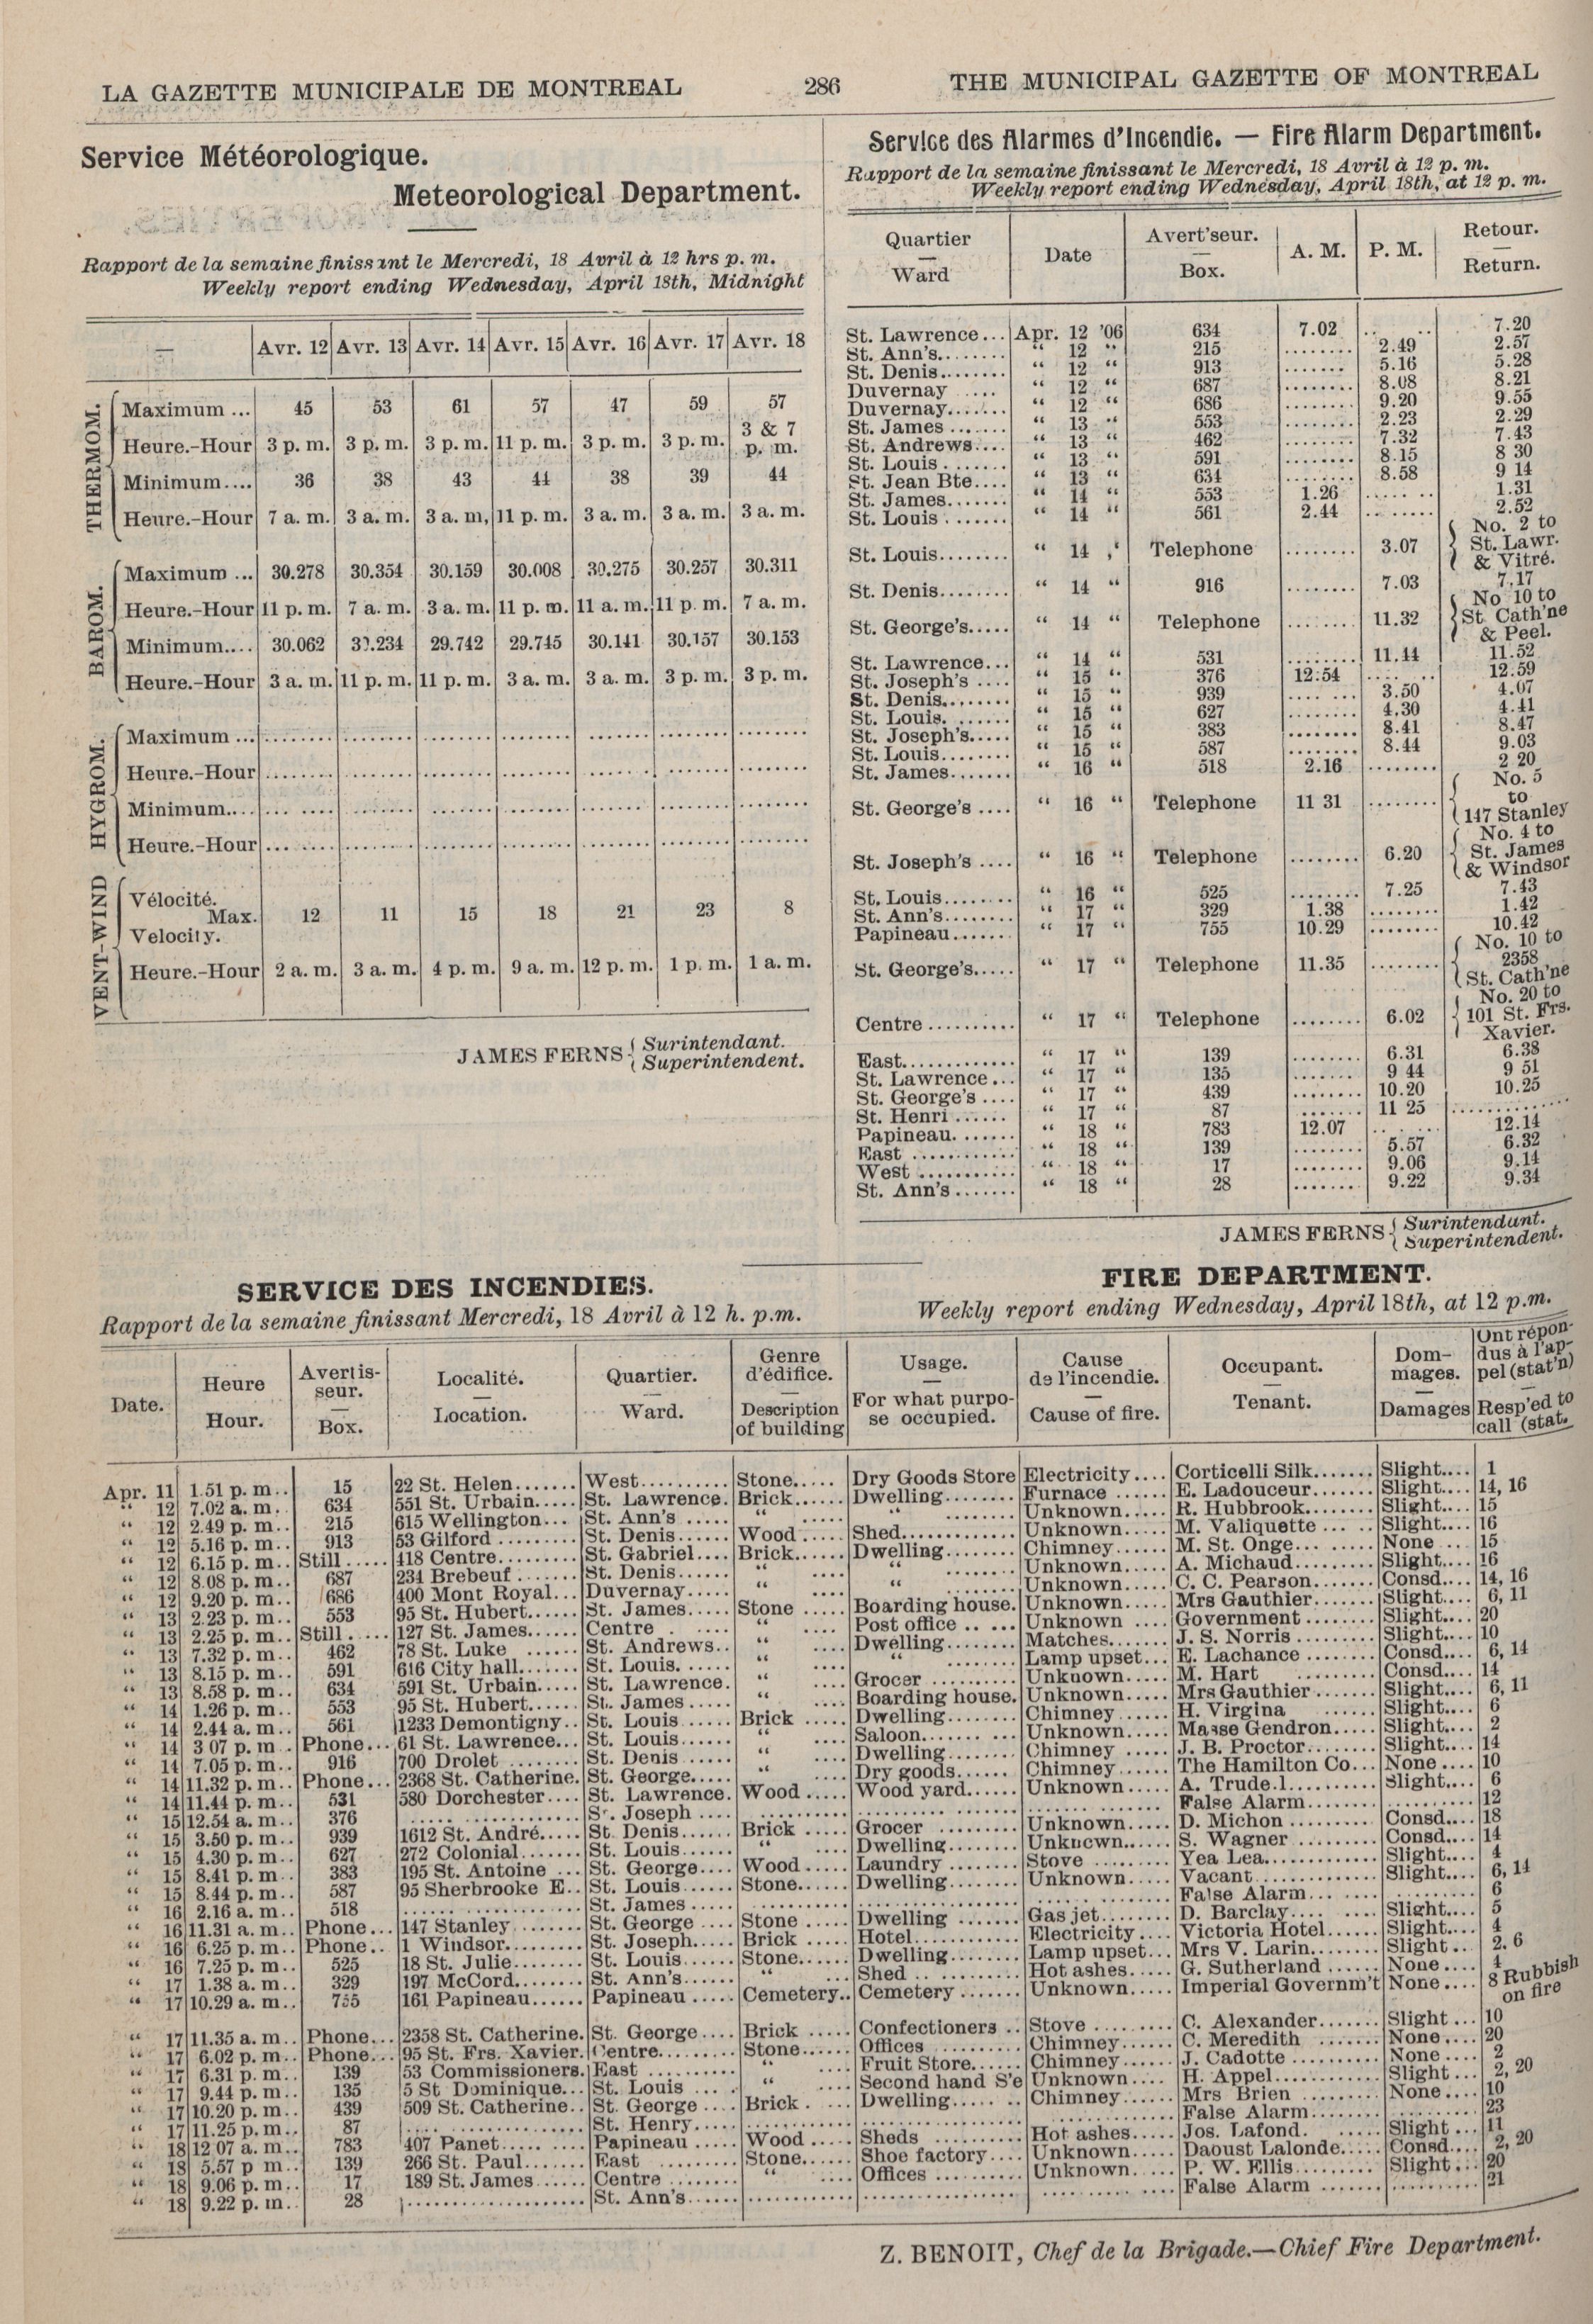 LA GAZETTE MUNICIPALE DE MONTREAL 286 THE MUNICIPAL GAZETTE OF MONTREAL
Service Météorologique.
Meteorological Department.
Rapport de la semaine finissant le Mercredi, 18 Avril à 12 hrs p. m.
Weekly report ending Wednesday, April 18th, Midnight
— Avr. 12 Avr. 13 Avr. 14 Avr. 15 Avr. 16 Avr. 17 Avr. 18
THERMOM.
Maximum ... 45 53 61 57 47 59 57
Heure.-Hour 3 p. m. 3 p. m. 3 p. m. 11 p. m. 3 p. m. 3 p. m. 3 & 7 p. m.
Minimum.... 36 38 43 44 38 39 44
Heure.-Hour 7 a. m. 3 a. m. 3 a. m, 11 p. m. 3 a. m. 3 a. m. 3 a. m.
BAROM.
Maximum ... 30.278 30.354 30.159 30.008 30.275 30.257 30.311
Heure.-Hour 11 p. m. 7 a. m. 3 a. m. 11 p. m. 11 a. m. 11 p. m. 7 a. m.
Minimum.... 30.062 30.234 29.742 29.745 30.141 30.157 30.153
Heure.-Hour 3 a. m. 11 p. m. 11 p. m. 3 a. m. 3 a. m. 3 p. m. 3 p. m.
HYGROM.
Maximum ...
Heure.-Hour
Minimum....
Heure.-Hour
VENT-WIND
Vélocité.
Max. 12 11 15 18 21 23 8
Velocity.
Heure.-Hour 2 a. m. 3 a. m. 4 p. m. 9 a. m. 12 p. m. 1 p. m. 1 a. m.
JAMES FERNS { Surintendant.
Superintendent.
Service des Alarmes d'Incendie. — Fire Alarm Department.
Rapport de la semaine finissant le Mercredi, 18 Avril à 12 p. m.
Weekly report ending Wednesday, April 18th, at 12 p. m.
Quartier — Ward Date Avert'seur. — Box. A. M. P. M. Retour. — Return.
St. Lawrence... Apr. 12 '06 634 7.02 ........ 7.20
St. Ann's........ “ 12 “ 215 ........ 2.49 2.57
St. Denis........ “ 12 “ 913 ........ 5.16 5.28
Duvernay .... “ 12 “ 687 ........ 8.08 8.21
Duvernay....... “ 12 “ 686 ........ 9.20 9.55
St. James ....... “ 13 “ 553 ........ 2.23 2.29
St. Andrews.... “ 13 “ 462 ........ 7.32 7.43
St. Louis ....... “ 13 “ 591 ........ 8.15 8 30
St. Jean Bte.... “ 13 “ 634 ........ 8.58 9 14
St. James....... “ 14 “ 553 1.26 ........ 1.31
St. Louis ....... “ 14 “ 561 2.44 ........ 2.52
St. Louis........ “ 14 “ Telephone ........ 3.07 { No. 2 to St. Lawr. & Vitré.
St. Denis........ “ 14 “ 916 ........ 7.03 7.17
St. George's..... “ 14 “ Telephone ........ 11.32 { No 10 to St. Cath'ne & Peel.
St. Lawrence... “ 14 “ 531 ........ 11.44 11.52
St. Joseph's .... “ 15 “ 376 12.54 ........ 12.59
St. Denis........ “ 15 “ 939 ........ 3.50 4.07
St. Louis. ...... “ 15 “ 627 ........ 4.30 4.41
St. Joseph's..... “ 15 “ 383 ........ 8.41 8.47
St. Louis........ “ 15 “ 587 ........ 8.44 9.03
St. James....... “ 16 “ 518 2.16 ........ 2 20
St. George's .... “ 16 “ Telephone 11 31 ........ { No. 5 to 147 Stanley
St. Joseph's .... “ 16 “ Telephone ........ 6.20 { No. 4 to St. James & Windsor
St. Louis........ “ 16 “ 525 ........ 7.25 7.43
St. Ann's........ “ 17 “ 329 1.38 ........ 1.42
Papineau....... “ 17 “ 755 10.29 ........ 10.42
St. George's..... “ 17 “ Telephone 11.35 ........ { No. 10 to 2358 St. Cath'ne
Centre .......... “ 17 “ Telephone ........ 6.02 { No. 20 to 101 St. Frs. Xavier.
East............. “ 17 “ 139 ........ 6.31 6.38
St. Lawrence... “ 17 “ 135 ........ 9 44 9 51
St. George's .... “ 17 “ 439 ........ 10.20 10.25
St. Henri ...... “ 17 “ 87 ........ 11 25 ............
Papineau. ...... “ 18 “ 783 12.07 ........ 12.14
East ............ “ 18 “ 139 ........ 5.57 6.32
West ........... “ 18 “ 17 ........ 9.06 9.14
St. Ann's....... “ 18 “ 28 ........ 9.22 9.34
JAMES FERNS { Surintendant.
Superintendent.
SERVICE DES INCENDIES. FIRE DEPARTMENT.
Rapport de la semaine finissant Mercredi, 18 Avril à 12 h. p.m. Weekly report ending Wednesday, April 18th, at 12 p.m.
Date. Heure Hour. Avertis-seur. — Box. Localité. — Location. Quartier. — Ward. Genre d'édifice. — Description of building Usage. — For what purpo-se occupied. Cause de l'incendie. — Cause of fire. Occupant. — Tenant. Dom-mages. — Damages Ont répon-dus à l'ap-pel (stat'n) — Resp'ed to call (stat.
Apr. 11 1.51 p. m.. 15 22 St. Helen....... West.......... Stone..... Dry Goods Store Electricity.... Corticelli Silk....... Slight.... 1
“ 12 7.02 a. m.. 634 551 St. Urbain..... St. Lawrence. Brick...... Dwelling........ Furnace ...... E. Ladouceur....... Slight.... 14, 16
“ 12 2.49 p. m.. 215 615 Wellington... St. Ann's ..... “ ..... “ ........ Unknown..... R. Hubbrook....... Slight.... 15
“ 12 5.16 p. m.. 913 53 Gilford ......... St. Denis...... Wood ..... Shed............ Unknown..... M. Valiquette ... .. Slight.... 16
“ 12 6.15 p. m.. Still ..... 418 Centre......... St. Gabriel.... Brick...... Dwelling........ Chimney...... M. St. Onge... ...... None ... 15
“ 12 8.08 p. m.. 687 234 Brebeuf ....... St. Denis...... “ .... “ ....... Unknown..... A. Michaud......... Slight.... 16
“ 12 9.20 p. m.. 686 400 Mont Royal... Duvernay..... “ .... “ ........ Unknown..... C. C. Pearson....... Consd.... 14, 16
“ 13 2.23 p. m.. 553 95 St. Hubert...... St. James..... Stone ..... Boarding house. Unknown..... Mrs Gauthier....... Slight.... 6, 11
“ 13 2.25 p. m.. Still ..... 127 St. James...... Centre . .... “ .... Post office .. ... Unknown .... Government ........ Slight.... 20
“ 13 7.32 p. m.. 462 78 St. Luke ...... St. Andrews.. “ .... Dwelling........ Matches....... J. S. Norris ......... Slight.... 10
“ 13 8.15 p. m.. 591 616 City hall....... St. Louis. ...... “ .... “ ........ Lamp upset... E. Lachance ........ Consd.... 6, 14
“ 13 8.58 p. m.. 634 591 St. Urbain..... St. Lawrence. “ .... Grocer .......... Unknown..... M. Hart ......... Consd.... 14
“ 14 1.26 p. m.. 553 95 St. Hubert...... St. James ..... “ .... Boarding house. Unknown..... Mrs Gauthier....... Slight.... 6, 11
“ 14 2.44 a. m.. 561 1233 Demontigny.. St. Louis ...... Brick ..... Dwelling........ Chimney ...... H. Virgina ...... Slight.... 6
“ 14 3 07 p. m . Phone... 61 St. Lawrence... St. Louis...... “ .... Saloon....... ... Unknown..... Masse Gendron..... Slight.... 2
“ 14 7.05 p. m.. 916 700 Drolet ........ St. Denis ..... “ .... Dwelling........ Chimney ..... J. B. Proctor........ Slight.... 14
“ 14 11.32 p. m.. Phone... 2368 St. Catherine. St. George..... “ .... Dry goods...... Chimney...... The Hamilton Co... None .... 10
“ 14 11.44 p. m.. 531 580 Dorchester.... St. Lawrence. Wood ..... Wood yard...... Unknown..... A. Trude.l.......... Slight.... 6
“ 15 12.54 a. m.. 376 .................. St. Joseph .... .......... ............... ............. False Alarm........ .......... 12
“ 15 3.50 p. m.. 939 1612 St. André..... St. Denis...... Brick ..... Grocer ......... Unknown..... D. Michon .......... Consd.... 18
“ 15 4.30 p. m.. 627 272 Colonial....... St. Louis...... “ .... Dwelling........ Unknown...... S. Wagner ......... Consd.... 14
“ 15 8.41 p. m.. 383 195 St. Antoine ... St. George.... Wood..... Laundry ........ Stove ......... Yea Lea............ Slight.... 4
“ 15 8.44 p. m.. 587 95 Sherbrooke E.. St. Louis...... Stone...... Dwelling........ Unknown..... Vacant............. Slight.... 6, 14
“ 16 2.16 a. m.. 518 .................. St. James ..... ........... ............... ............ False Alarm... .... ......... 6
“ 16 11.31 a. m.. Phone... 147 Stanley ........ St. George .... Stone ..... Dwelling ....... Gas jet........ D. Barclay.... .... Slight.... 5
“ 16 6.25 p. m.. Phone.. 1 Windsor......... St. Joseph..... Brick ..... Hotel........... Electricity.... Victoria Hotel...... Slight.... 4
“ 16 7.25 p. m.. 525 18 St. Julie........ St. Louis...... Stone..... Dwelling........ Lamp upset... Mrs V. Larin........ Slight... 2. 6
“ 17 1.38 a. m.. 329 197 McCord........ St. Ann's...... “ ... Shed .. ........ Hot ashes..... G. Sutherland ...... None.... 4
“ 17 10.29 a. m.. 755 161 Papineau...... Papineau ..... Cemetery.. Cemetery ....... Unknown..... Imperial Governm't None.... 8 Rubbish on fire
“ 17 11.35 a. m.. Phone... 2358 St. Catherine. St. George.... Brick ..... Confectioners .. Stove ......... C. Alexander....... Slight... 10
“ 17 6.02 p. m.. Phone... 95 St. Frs. Xavier. Centre......... Stone...... Offices ......... Chimney...... C. Meredith ....... None.... 20
“ 17 6.31 p. m.. 139 53 Commissioners. East .......... “ .... Fruit Store...... Chimney...... J. Cadotte .......... None .... 2
“ 17 9.44 p. m.. 135 5 St Dominique... St. Louis ... . “ .... Second hand S'e Unknown.... H. Appel............ Slight... 2, 20
“ 17 10.20 p. m.. 439 509 St. Catherine.. St. George .... Brick . ... Dwelling..... .. Chimney...... Mrs Brien ......... None.... 10
“ 17 11.25 p. m.. 87 .................. St. Henry..... ........... ............... ............ False Alarm........ .......... 23
“ 18 12 07 a. m.. 783 407 Panet..... ..... Papineau ..... Wood ..... Sheds .......... Hot ashes..... Jos. Lafond. ..... Slight ... 11
“ 18 5.57 p m.. 139 266 St. Paul....... East ......... Stone...... Shoe factory.... Unknown..... Daoust Lalonde..... Consd.... 2, 20
“ 18 9.06 p. m.. 17 189 St. James...... Centre ........ “ .... Offices .......... Unknown..... P. W. Ellis......... Slight... 20
“ 18 9.22 p. m.. 28 .................. St. Ann's...... ........... ............... ............ False Alarm ....... .......... 21
Z. BENOIT, Chef de la Brigade.—Chief Fire Department.